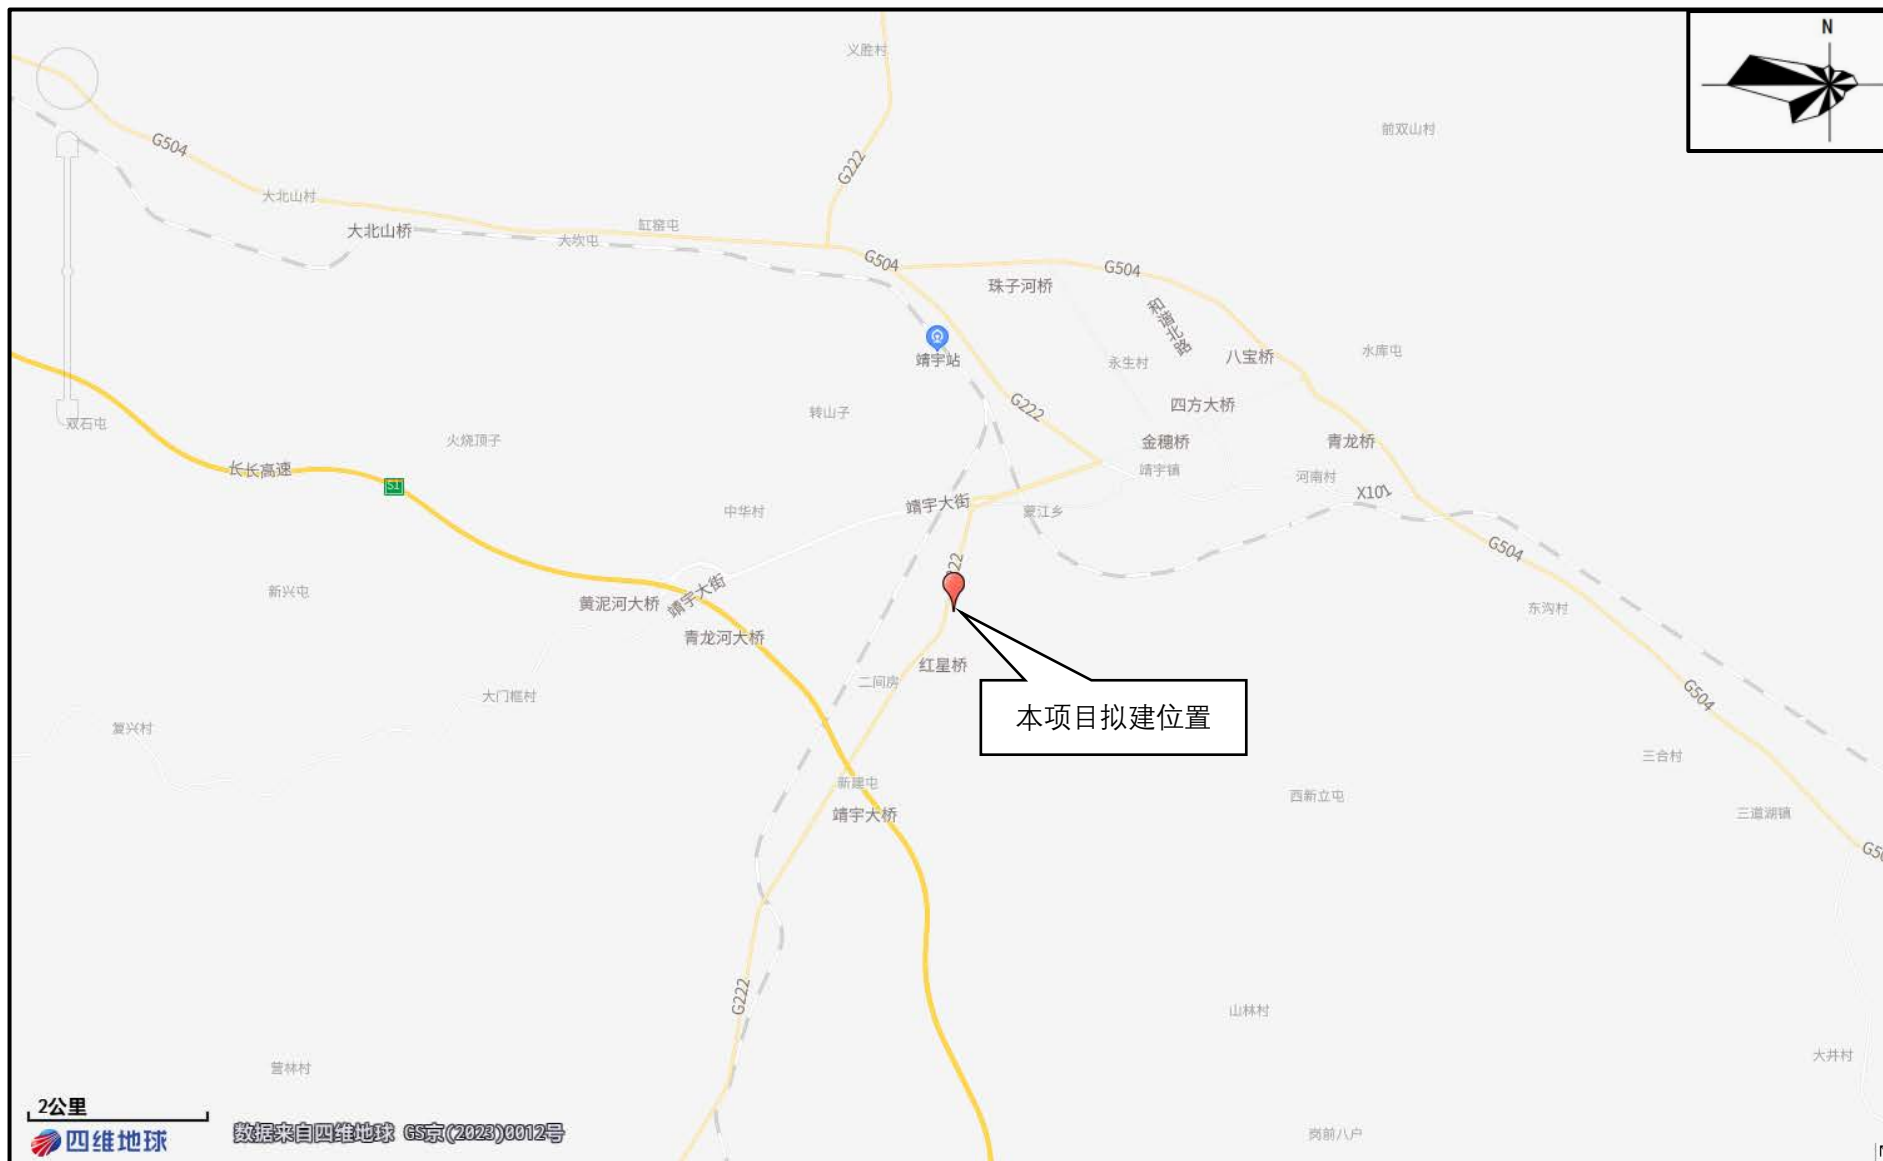 N
义胜村
前双山村
G504
G222
大北山村
缸窑屯
大北山桥
大坎屯
G504
G504
珠子河桥
和谐北路
靖宇站
永生村
八宝桥
水库屯
G222
四方大桥
转山子
双石屯
火烧顶子
金穗桥
青龙桥
长长高速
靖宇镇
河南村
S1
X101
靖宇大街
中华村
蒙江乡
G504
222
新兴屯
黄泥河大桥
靖宇大街
东沟村
青龙河大桥
红星桥
二间房
大门框村
G504
本项目拟建位置
复兴村
三合村
新建屯
西新立屯
靖宇大桥
三道湖镇
G50
G222
山林村
大井村
营林村
2公里
四维地球
数据来自四维地球 GS京(2023)0012号
岗前八户